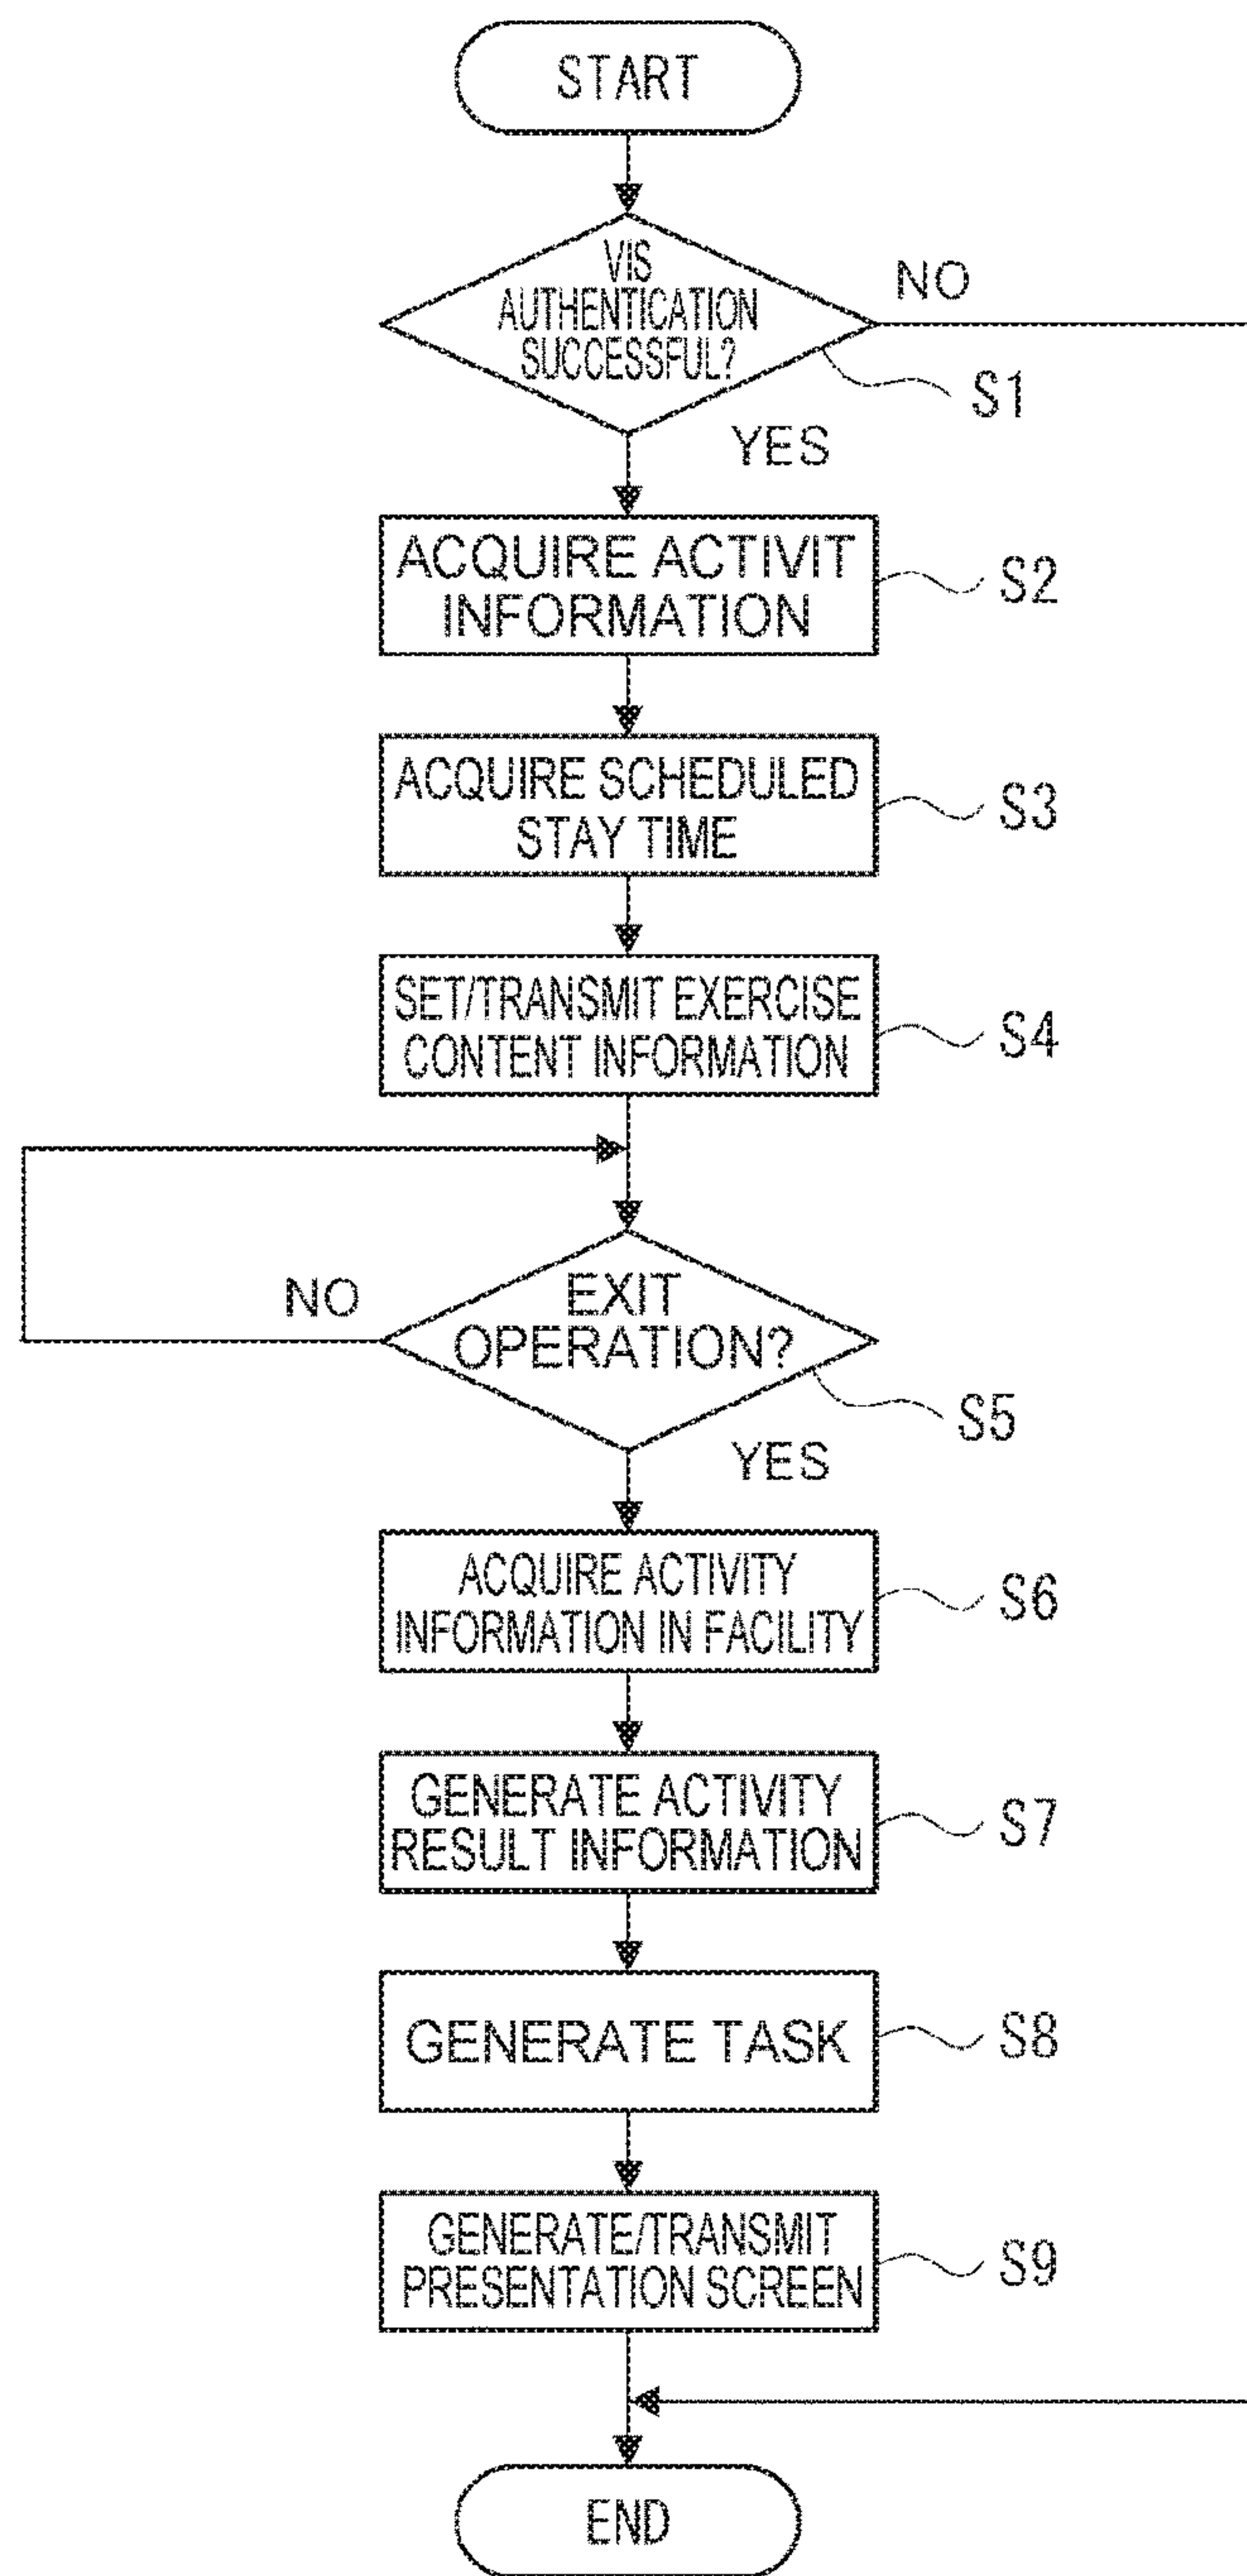 START
VIS
AUTHENTICATION
SUCCESSFUL?
NO
S1
YES
ACQUIRE ACTIVIT
INFORMATION
S2
ACQUIRE SCHEDULED
STAY TIME
S3
SET/TRANSMIT EXERCISE
CONTENT INFORMATION
S4
NO
EXIT
OPERATION?
S5
YES
ACQUIRE ACTIVITY
INFORMATION IN FACILITY
S6
GENERATE ACTIVITY
RESULT INFORMATION
S7
GENERATE TASK
S8
GENERATE/TRANSMIT
PRESENTATION SCREEN
S9
END